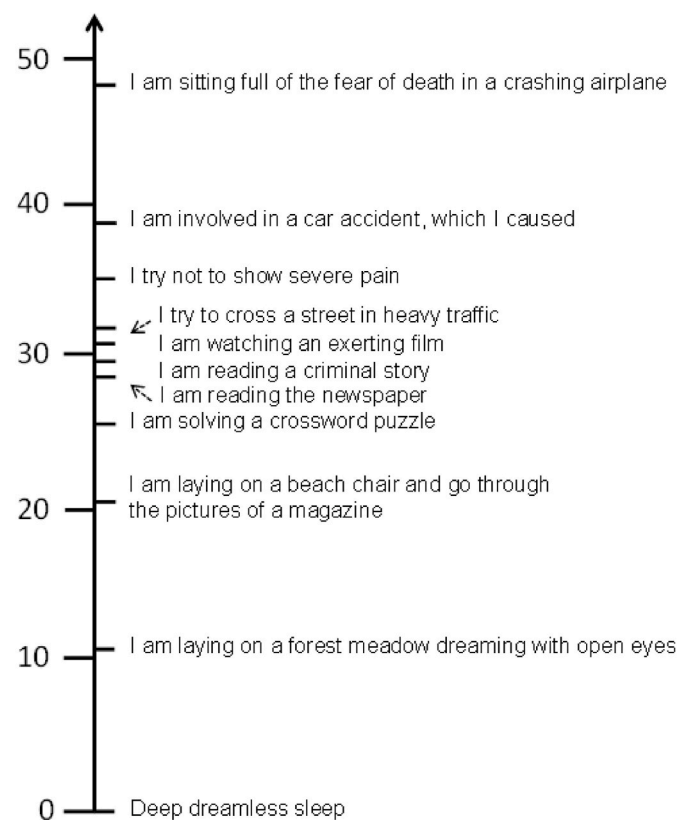 50
I am sitting full of the fear of death in a crashing airplane
40
I am involved in a car accident, which I caused
I try not to show severe pain
I try to cross a street in heavy traffic
30
I am watching an exerting film
I am reading a criminal story
I am reading the newspaper
I am solving a crossword puzzle
I am laying on a beach chair and go through
20
the pictures of a magazine
I am laying on a forest meadow dreaming with open eyes
10
0
Deep dreamless sleep